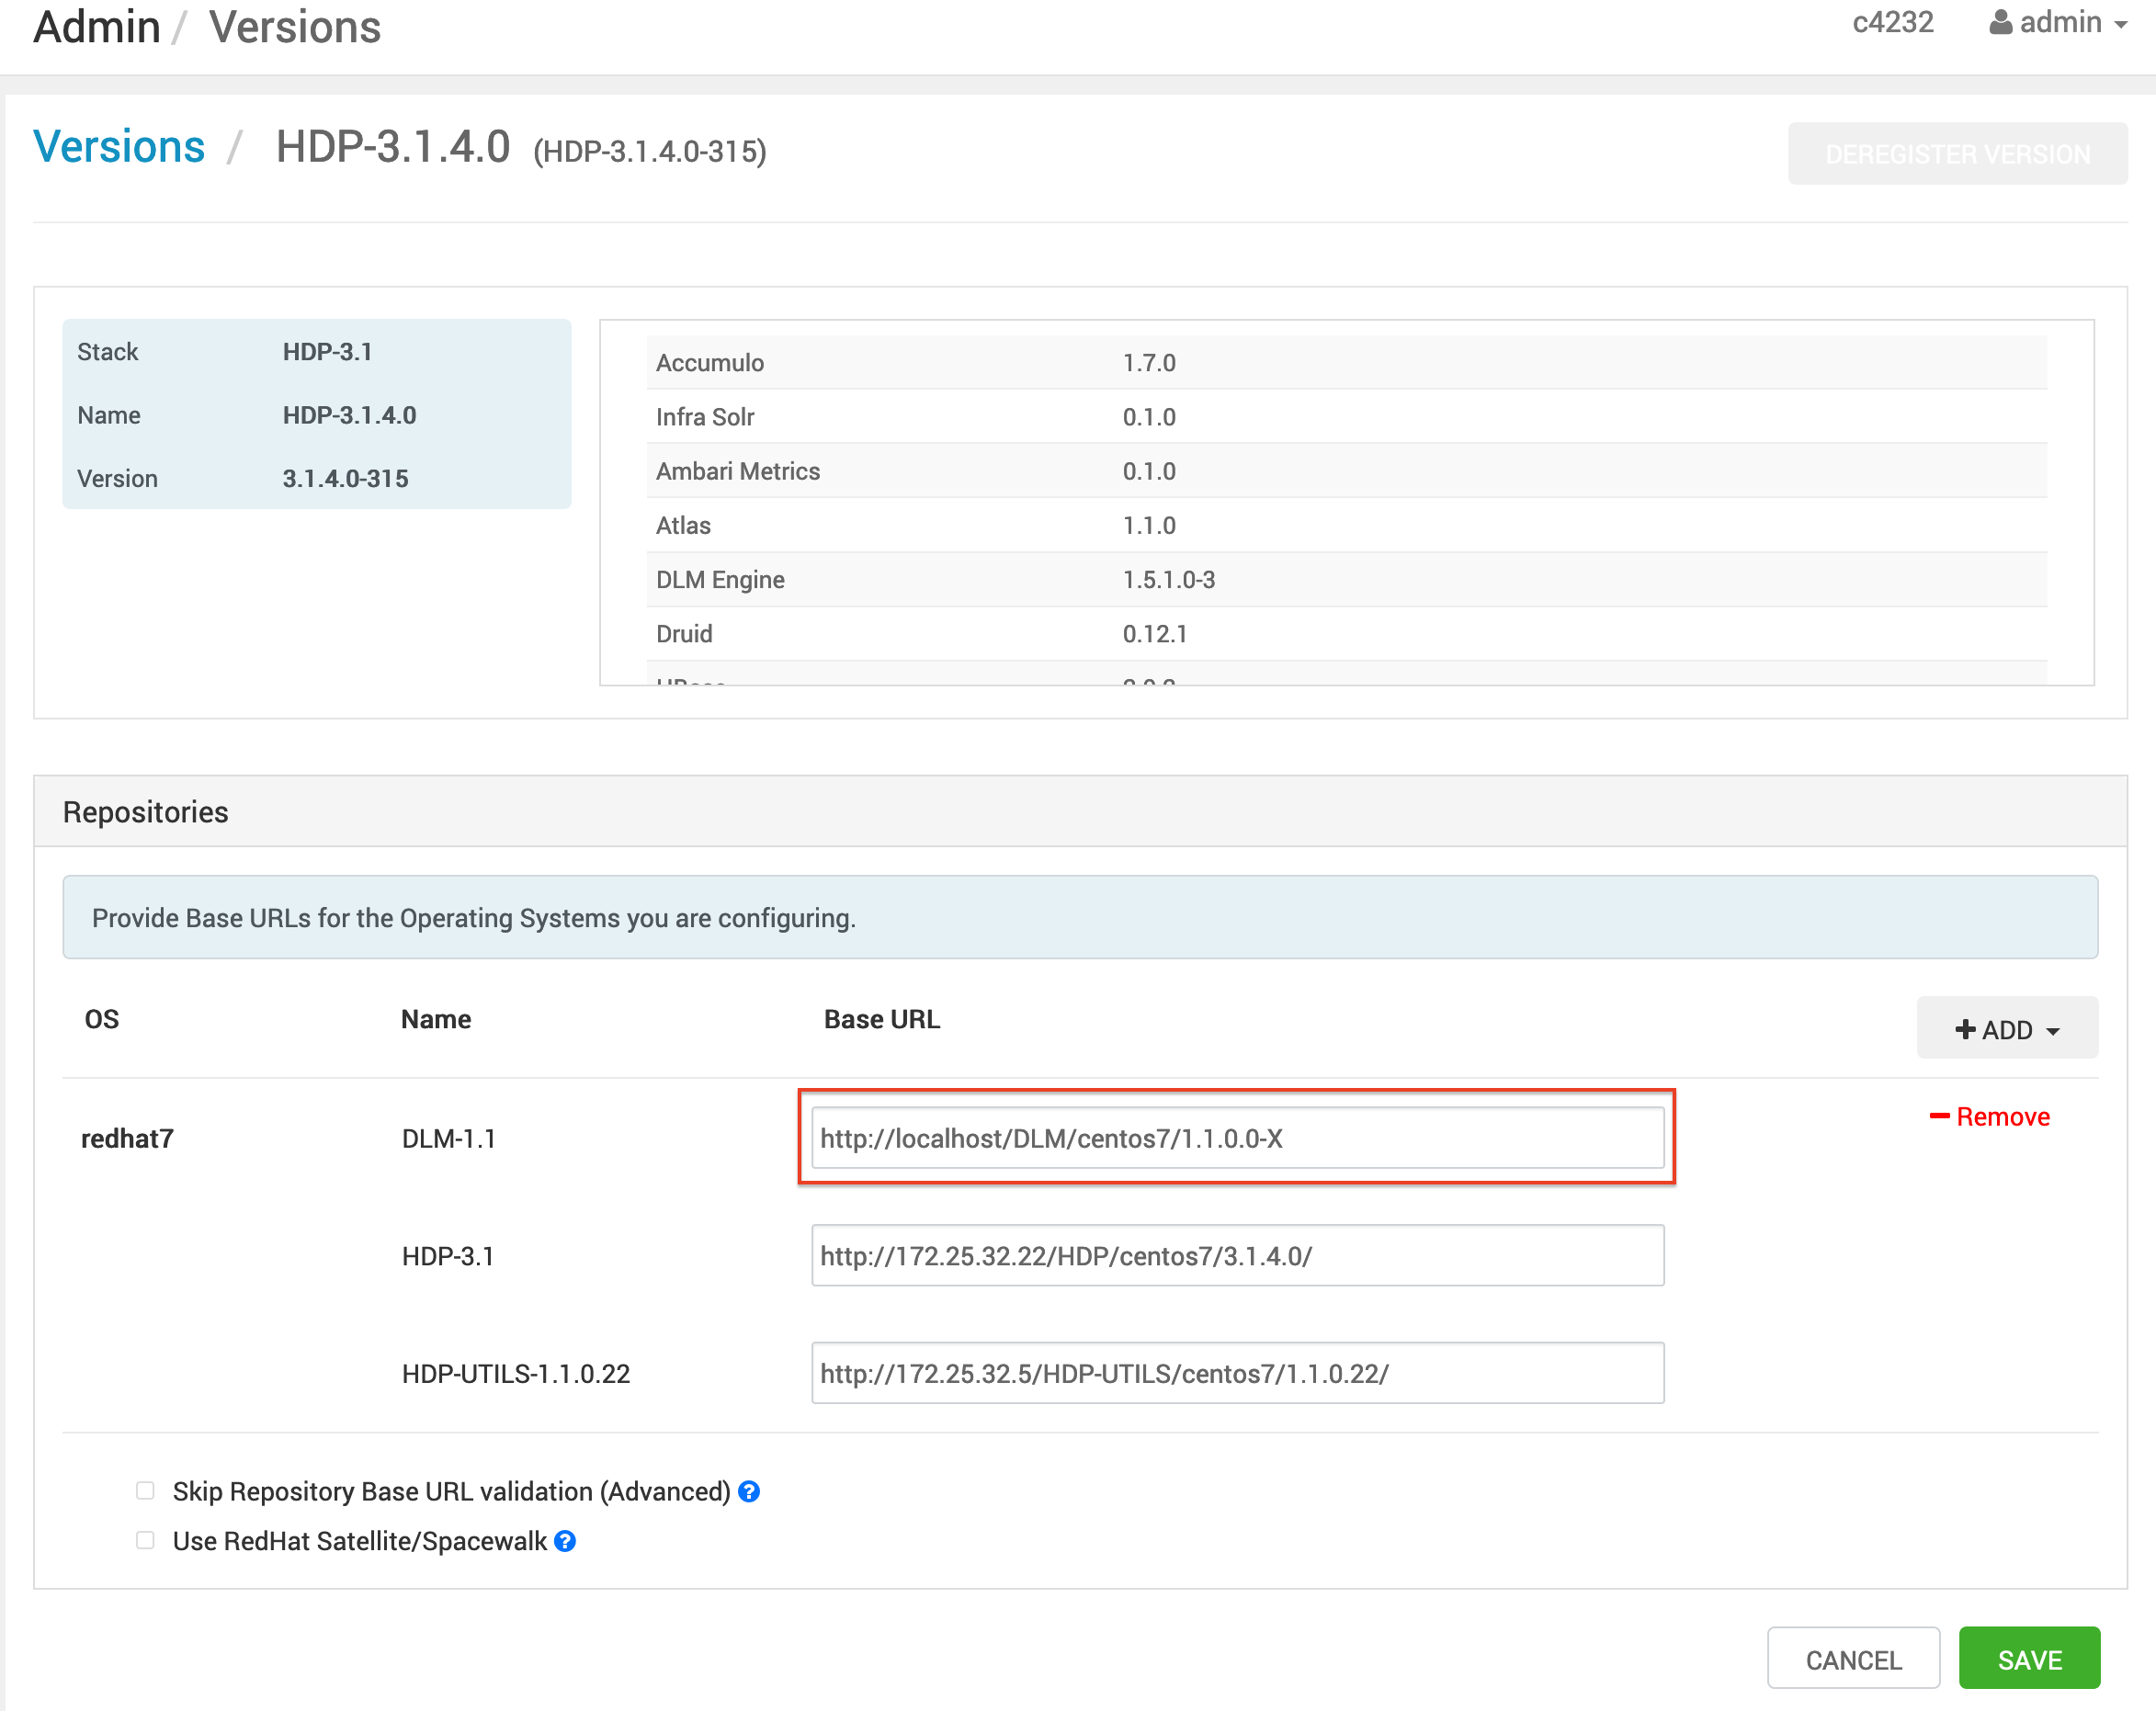 Admin / Versions
c4232 admin
Versions / HDP-3.1.4.0 (HDP-3.1.4.0-315)
DEREGISTER VERSION
Stack HDP-3.1
Name HDP-3.1.4.0
Version 3.1.4.0-315
Accumulo 1.7.0
Infra Solr 0.1.0
Ambari Metrics 0.1.0
Atlas 1.1.0
DLM Engine 1.5.1.0-3
Druid 0.12.1
Repositories
Provide Base URLs for the Operating Systems you are configuring.
OS Name Base URL
+ ADD
redhat7 DLM-1.1 http://localhost/DLM/centos7/1.1.0.0-X
Remove
HDP-3.1 http://172.25.32.22/HDP/centos7/3.1.4.0/
HDP-UTILS-1.1.0.22 http://172.25.32.5/HDP-UTILS/centos7/1.1.0.22/
Skip Repository Base URL validation (Advanced) ?
Use RedHat Satellite/Spacewalk ?
CANCEL SAVE